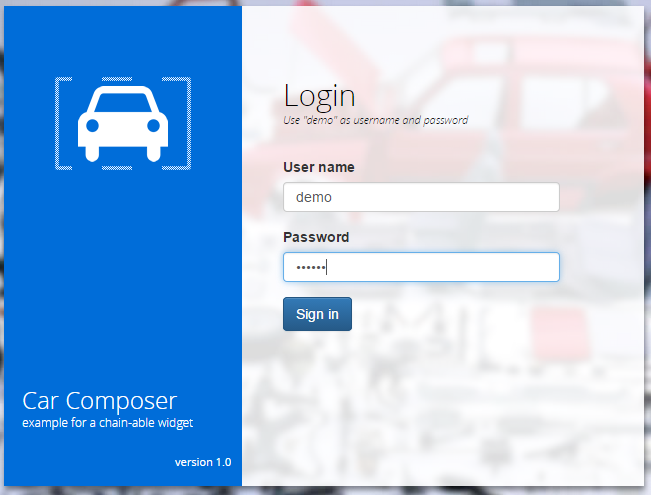 Login
Use "demo" as username and password
User name
demo
Password
••••••
Sign in
Car Composer
example for a chain-able widget
version 1.0